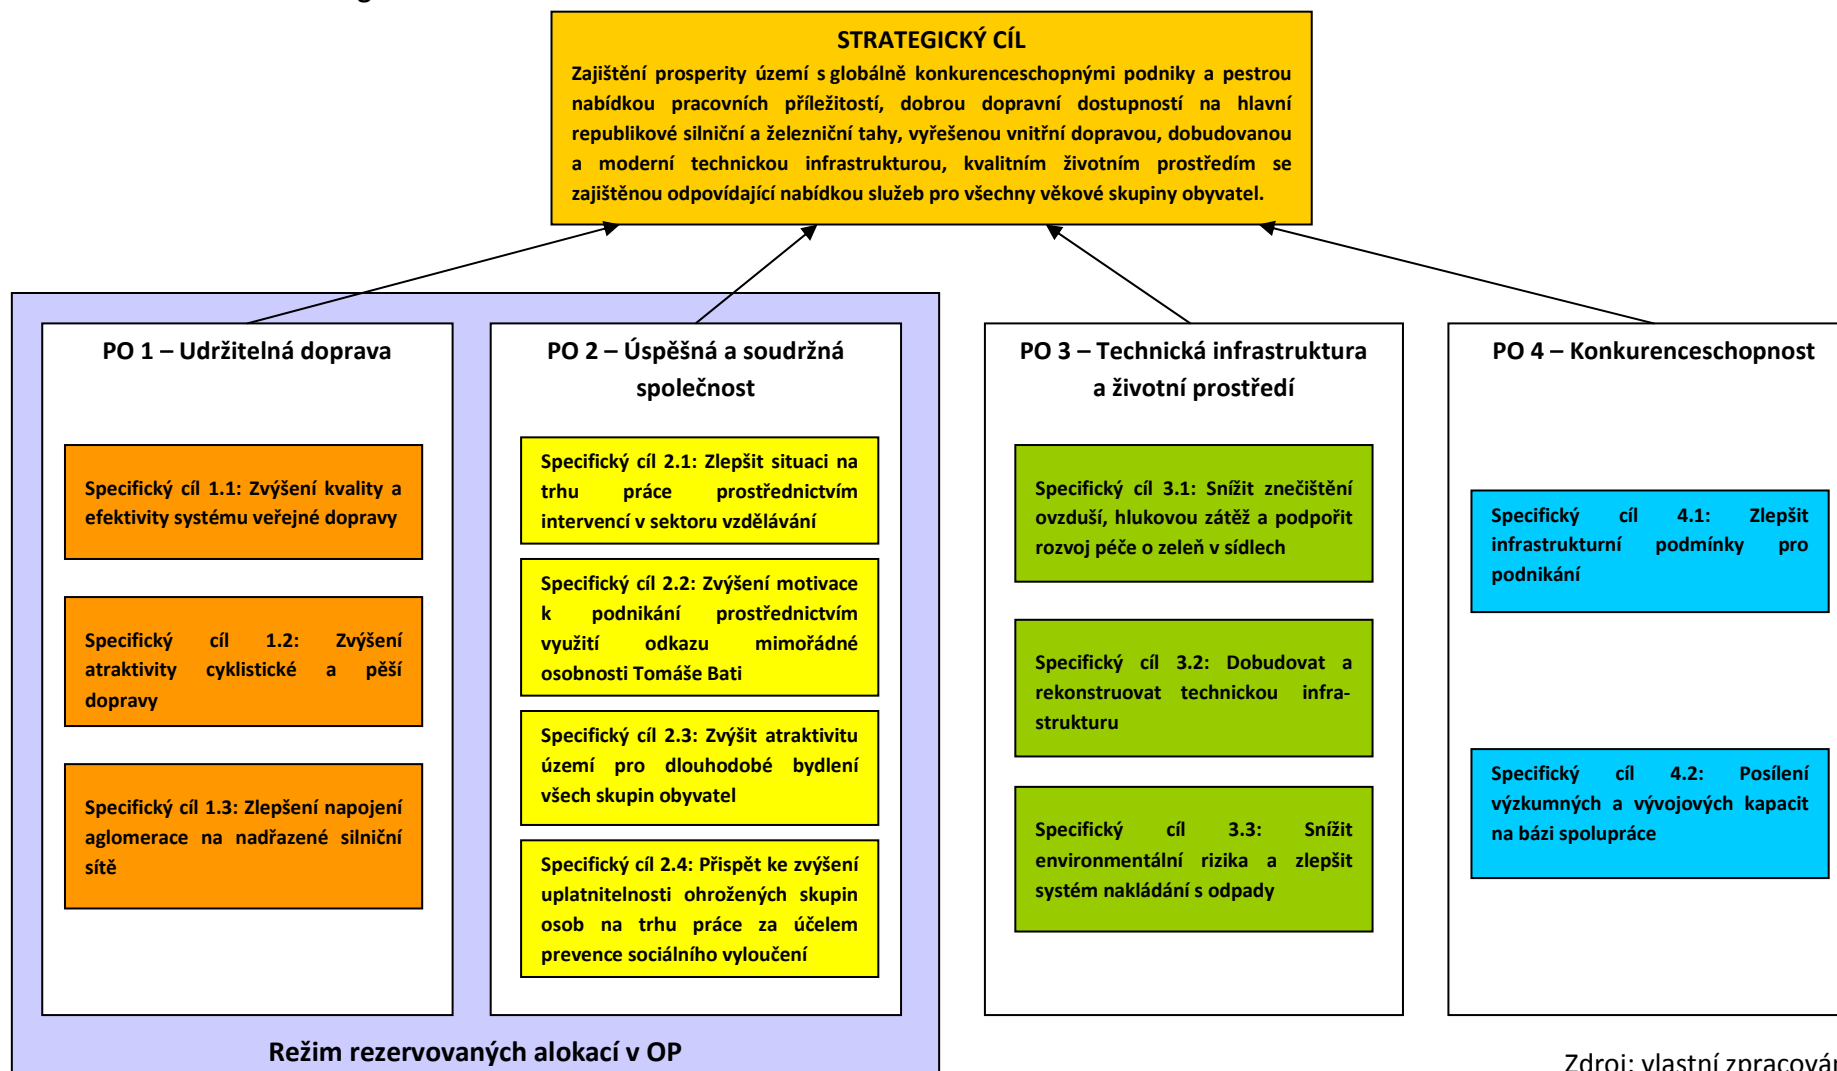 STRATEGICKÝ CÍL
Zajištění prosperity území s globálně konkurenceschopnými podniky a pestrou
nabídkou pracovních příležitostí, dobrou dopravní dostupností na hlavní
republikové silniční a železniční tahy, vyřešenou vnitřní dopravou, dobudovanou
a moderní technickou infrastrukturou, kvalitním životním prostředím se
zajištěnou odpovídající nabídkou služeb pro všechny věkové skupiny obyvatel.
PO 1 – Udržitelná doprava
Specifický cíl 1.1: Zvýšení kvality a
efektivity systému veřejné dopravy
Specifický cíl 1.2: Zvýšení
atraktivity cyklistické a pěší
dopravy
Specifický cíl 1.3: Zlepšení napojení
aglomerace na nadřazené silniční
sítě
PO 2 – Úspěšná a soudržná
společnost
Specifický cíl 2.1: Zlepšit situaci na
trhu práce prostřednictvím
intervencí v sektoru vzdělávání
Specifický cíl 2.2: Zvýšení motivace
k podnikání prostřednictvím
využití odkazu mimořádné
osobnosti Tomáše Bati
Specifický cíl 2.3: Zvýšit atraktivitu
území pro dlouhodobé bydlení
všech skupin obyvatel
Specifický cíl 2.4: Přispět ke zvýšení
uplatnitelnosti ohrožených skupin
osob na trhu práce za účelem
prevence sociálního vyloučení
Režim rezervovaných alokací v OP
PO 3 – Technická infrastruktura
a životní prostředí
Specifický cíl 3.1: Snížit znečištění
ovzduší, hlukovou zátěž a podpořit
rozvoj péče o zeleň v sídlech
Specifický cíl 3.2: Dobudovat a
rekonstruovat technickou infra-
strukturu
Specifický cíl 3.3: Snížit
environmentální rizika a zlepšit
systém nakládání s odpady
PO 4 – Konkurenceschopnost
Specifický cíl 4.1: Zlepšit
infrastrukturní podmínky pro
podnikání
Specifický cíl 4.2: Posílení
výzkumných a vývojových kapacit
na bázi spolupráce
Zdroj: vlastní zpracován